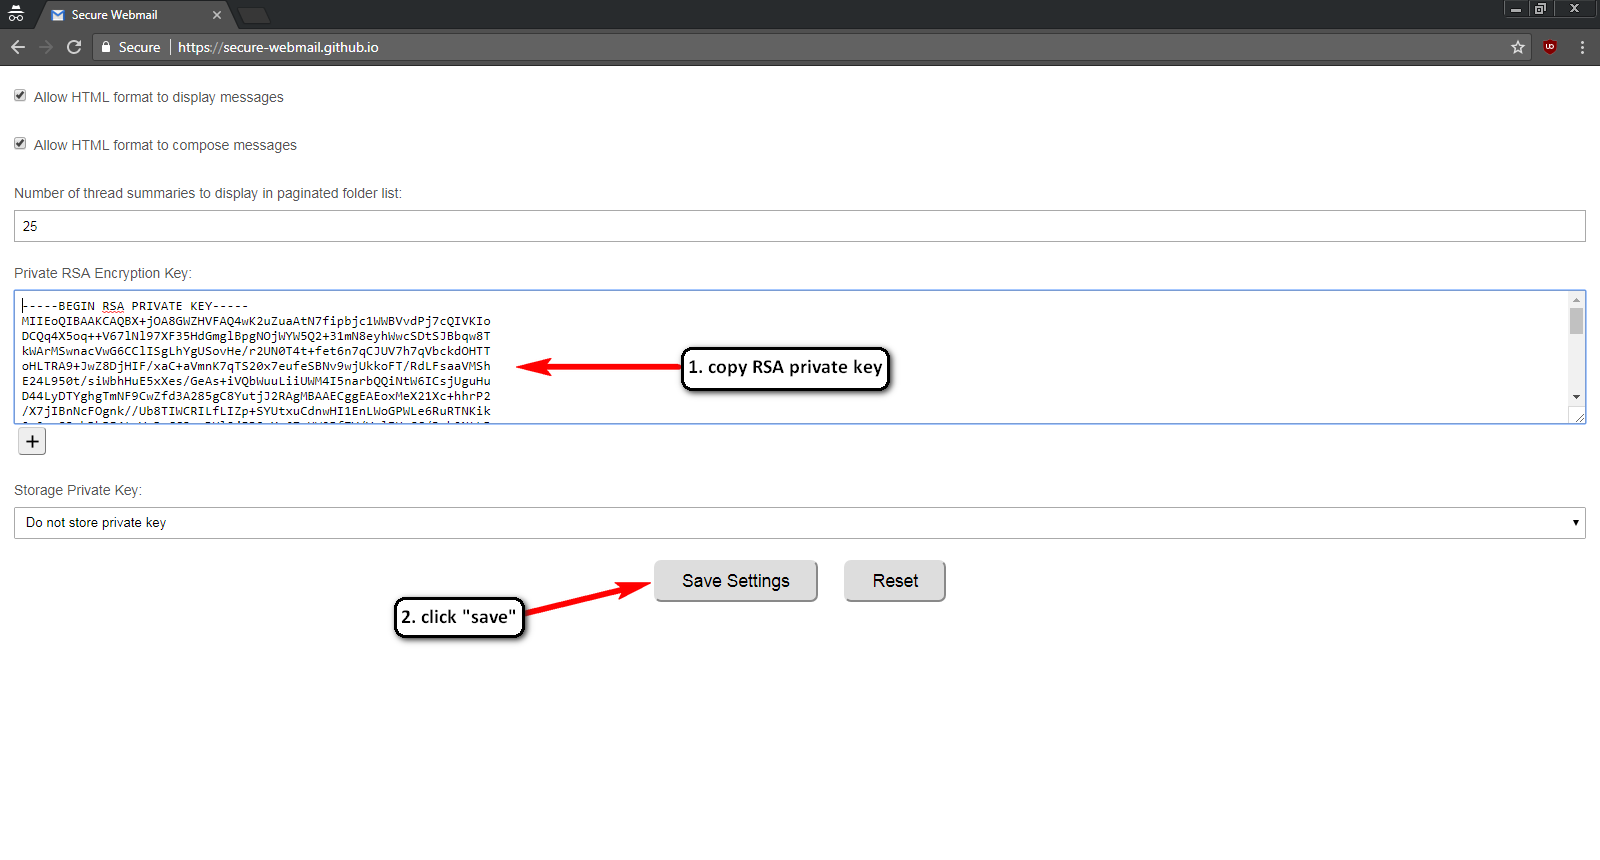 Secure Webmail
Secure
https://secure-webmail.github.io
Allow HTML format to display messages
Allow HTML format to compose messages
Number of thread summaries to display in paginated folder list:
25
Private RSA Encryption Key:
-----BEGIN RSA PRIVATE KEY-----
MIIEoQIBAAKCAQBX+jOA8GWZHVFAQ4wK2uZuaAtN7fipbjc1WWBVvdPj7cQIVKIo
DCQq4X5oq++V67lNl97XF35HdGmglBpgNOjWYW5Q2+31mN8eyhWwcSDtSJBbqw8T
kWArMSwnacVwG6CClISgLhYgUSovHe/r2UN0T4t+fet6n7qCJUV7h7qVbckdOHTT
oHLTRA9+JwZ8DjHIF/xaC+aVmnK7qTS20x7eufeSBNv9wjUkkoFT/RdLFsaaVMSh
E24L950t/siWbhHuE5xXes/GeAs+iVQbWuuLiiUWM4I5narbQQiNtW6ICsjUguHu
D44LyDTYghgTmNF9CwZfd3A285gC8YutjJ2RAgMBAAECggEAEoxMeX21Xc+hhrP2
/X7jIBnNcFOgnk//Ub8TIWCRILfLIZp+SYUtxuCdnwHI1EnLWoGPWLe6RuRTNKik
1. copy RSA private key
+
Storage Private Key:
Do not store private key
Save Settings
Reset
2. click "save"